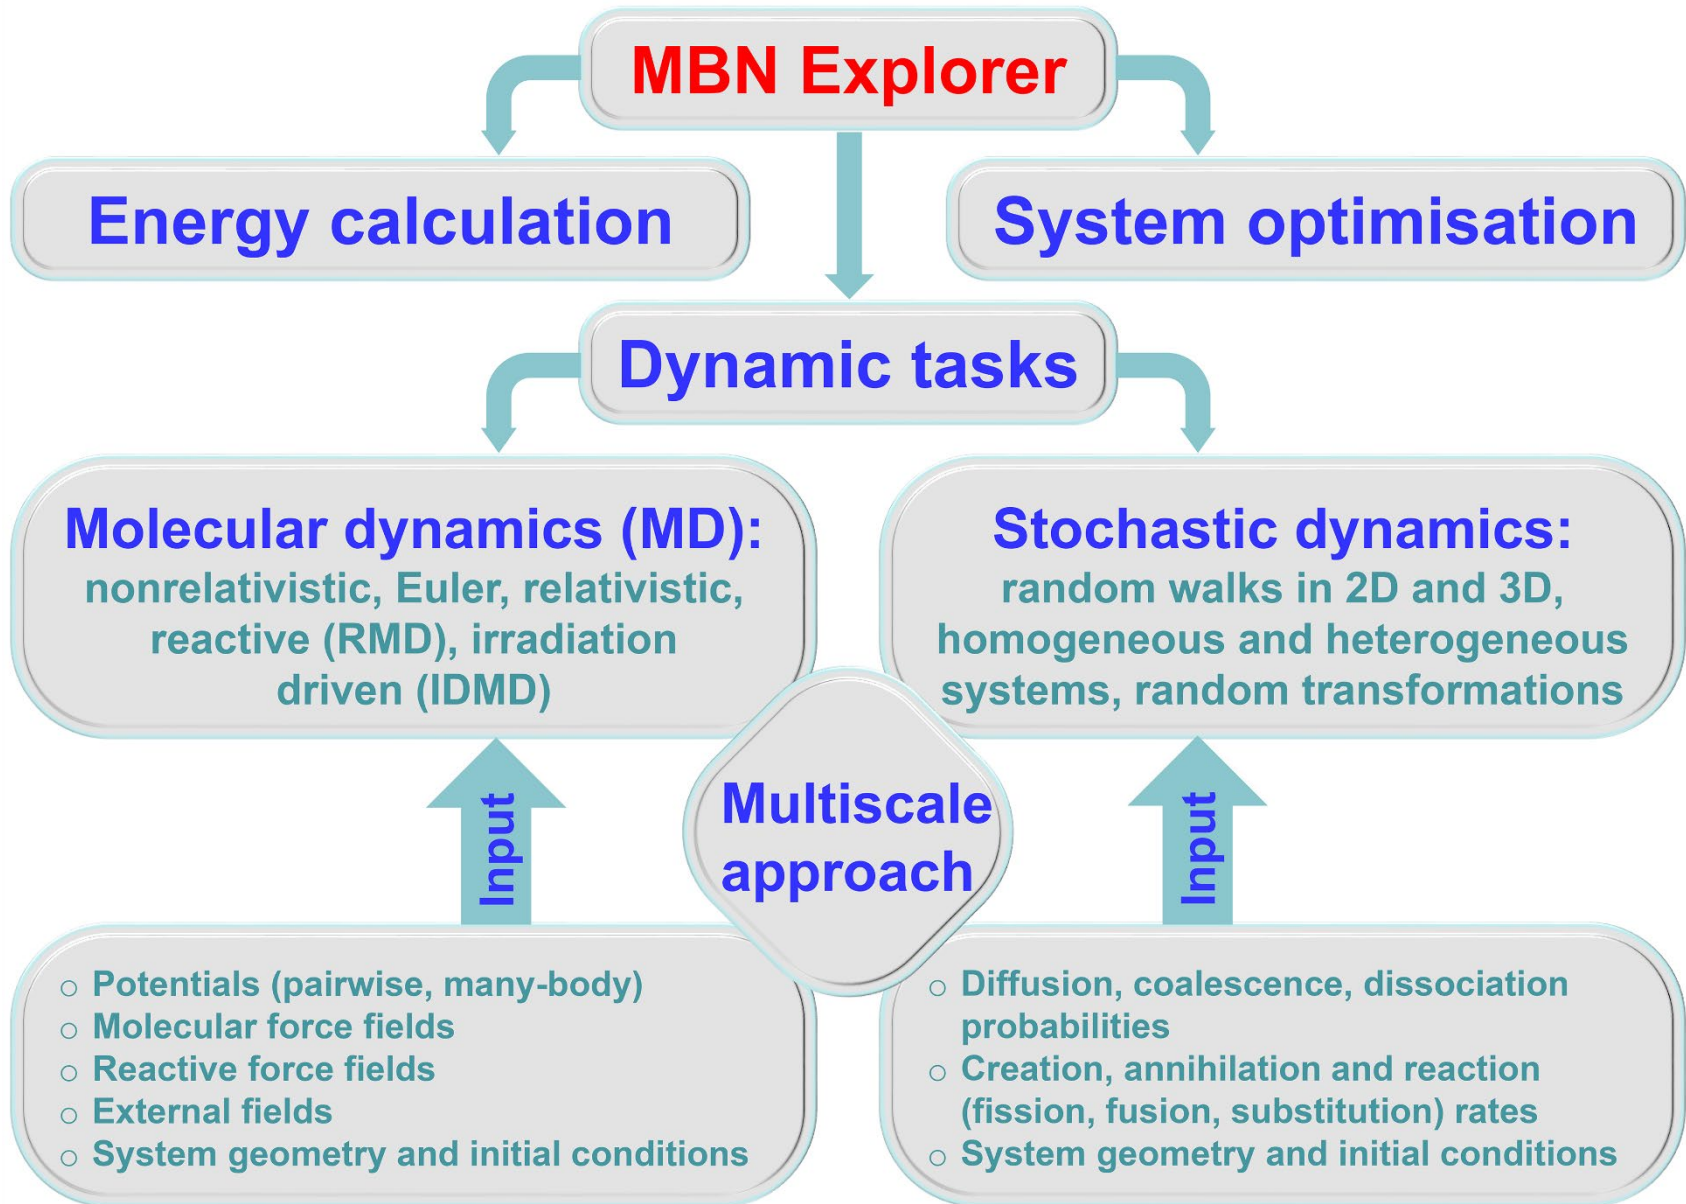 MBN Explorer
Energy calculation
System optimisation
Dynamic tasks
Molecular dynamics (MD):
nonrelativistic, Euler, relativistic,
reactive (RMD), irradiation
driven (IDMD)
Stochastic dynamics:
random walks in 2D and 3D,
homogeneous and heterogeneous
systems, random transformations
Multiscale
approach
Input
Input
○ Potentials (pairwise, many-body)
○ Molecular force fields
○ Reactive force fields
○ External fields
○ System geometry and initial conditions
○ Diffusion, coalescence, dissociation
probabilities
○ Creation, annihilation and reaction
(fission, fusion, substitution) rates
○ System geometry and initial conditions